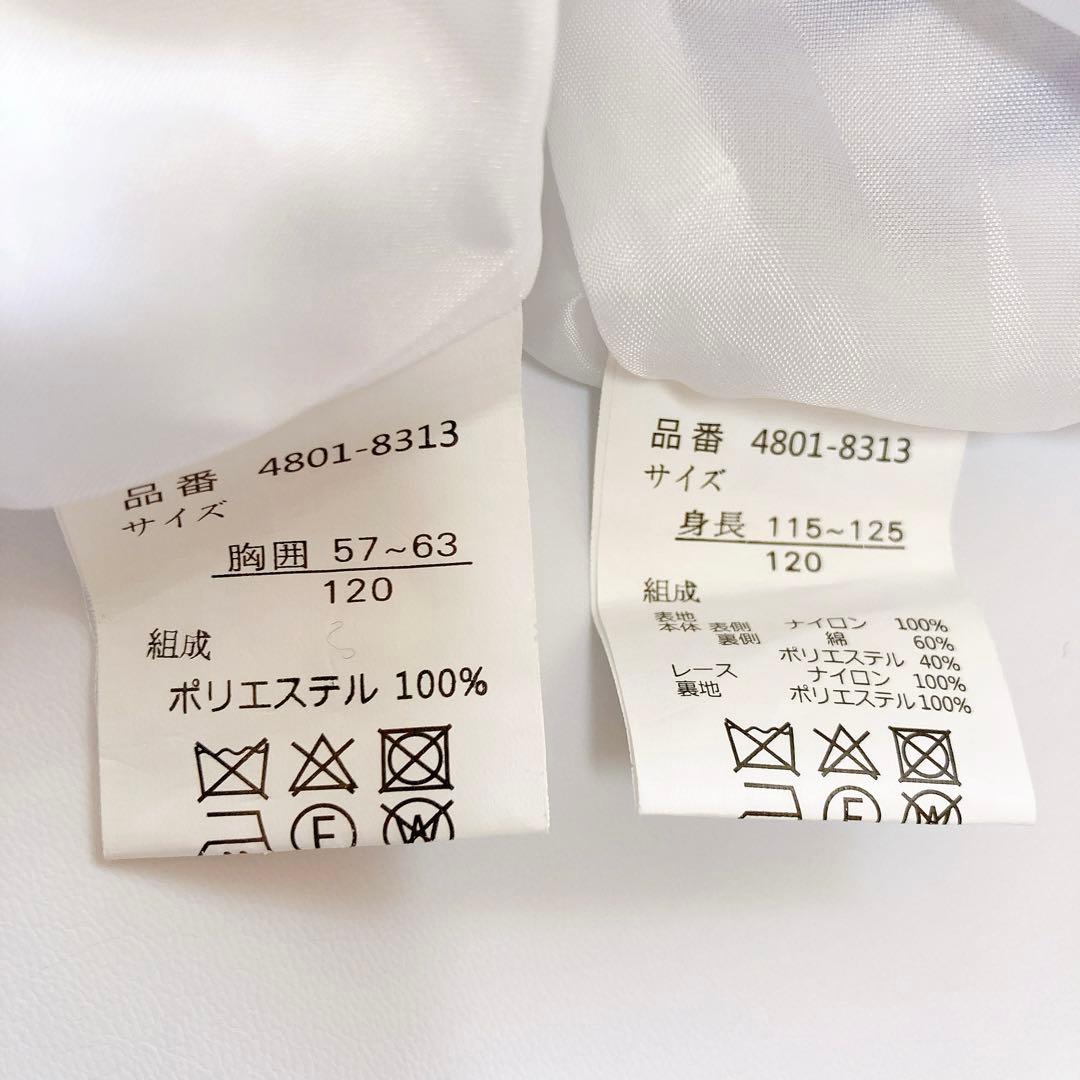 品番 4801-8313
サイズ
胸囲 57~63
120
組成
ポリエステル 100%
F
W
品番 4801-8313
サイズ
身長 115~125
120
組成
表地
本体 表側 ナイロン 100%
裏側 綿 60%
ポリエステル 40%
レース ナイロン 100%
裏地 ポリエステル 100%
F
W